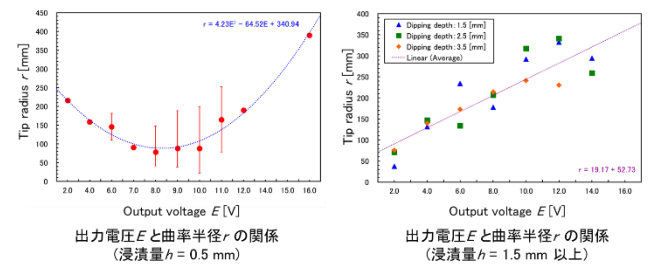 r = 4.23E² − 64.52E + 340.94
Tip radius r [mm]
450
400
350
300
250
200
150
100
50
0
2.0 4.0 6.0 7.0 8.0 9.0 10.0 11.0 12.0 140.0 16.0
Output voltage E [V]
出力電圧Eと曲率半径r の関係
(浸漬量h = 0.5 mm)
Dipping depth: 1.5 [mm]
Dipping depth: 2.5 [mm]
Dipping depth: 3.5 [mm]
Linear (Average)
Tip radius r [mm]
400
350
300
250
200
150
100
50
0
r = 19.17 + 52.73
2.0 4.0 6.0 8.0 10.0 12.0 14.0 16.0
Output voltage E [V]
出力電圧Eと曲率半径r の関係
(浸漬量h = 1.5 mm 以上)